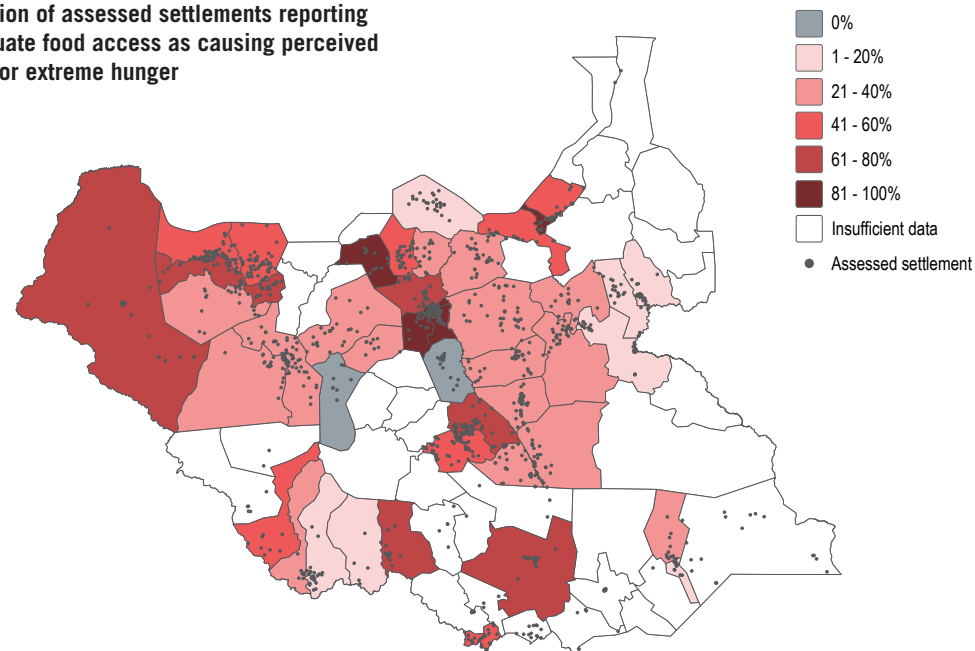 ion of assessed settlements reporting
uate food access as causing perceived
or extreme hunger
0%
1 - 20%
21 - 40%
41 - 60%
61 - 80%
81 - 100%
Insufficient data
Assessed settlement